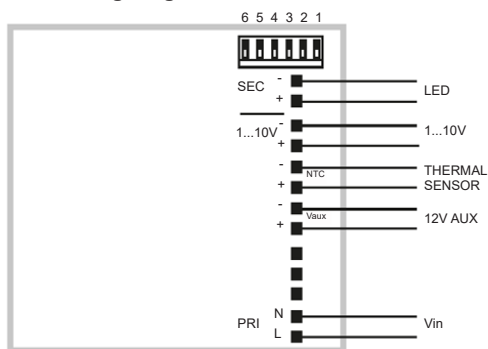 6 5 4 3 2 1
SEC - LED
+
1...10V - 1...10V
+
- NTC THERMAL
+ SENSOR
- Vaux 12V AUX
+
PRI N Vin
L